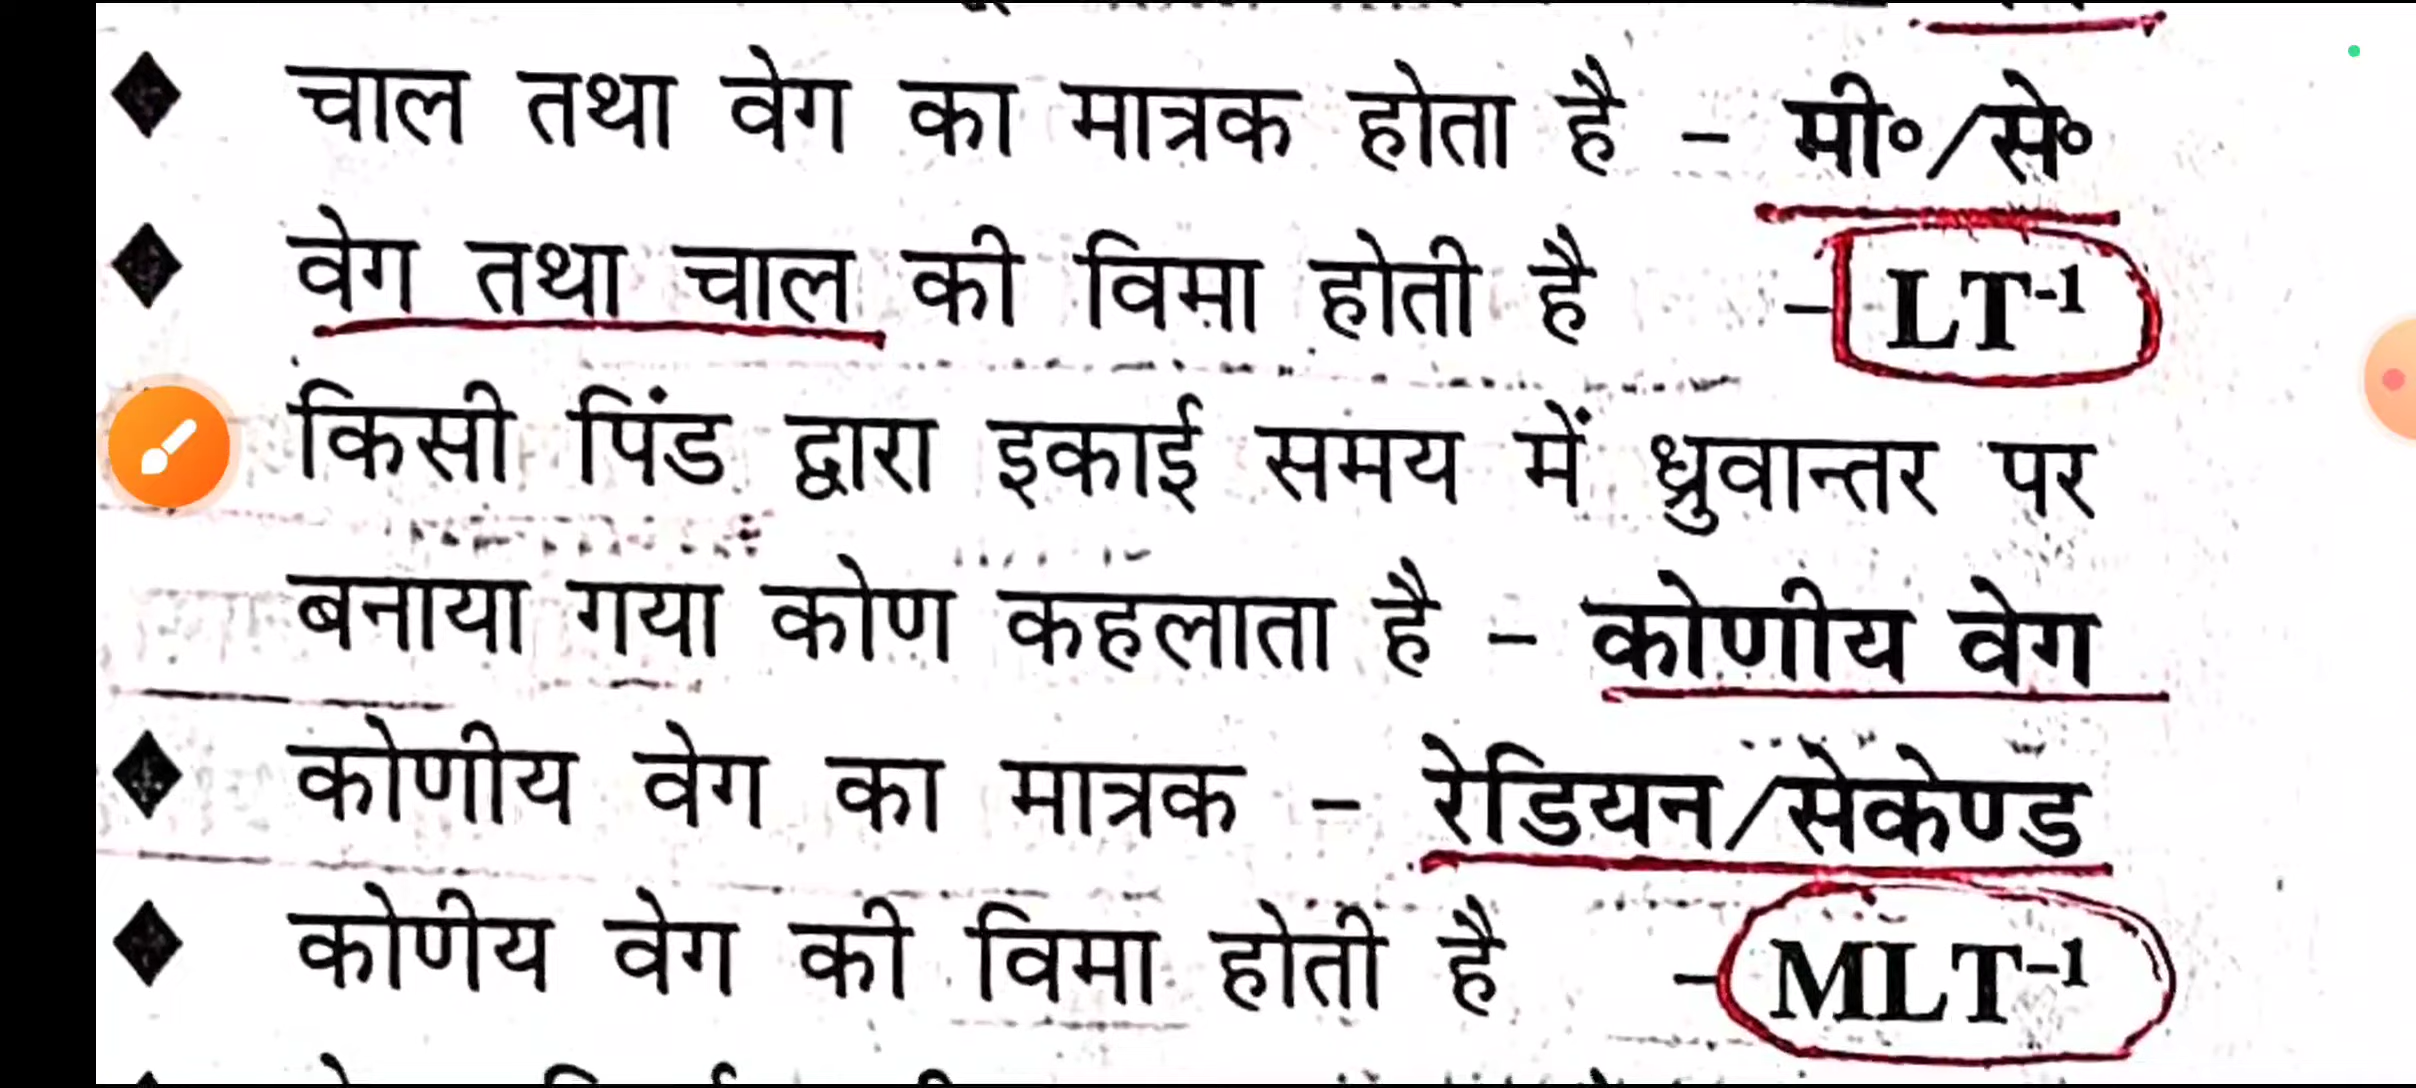 चाल तथा वेग का मात्रक होता है - मी०/से०
वेग तथा चाल की विमा होती है - LT⁻¹
किसी पिंड द्वारा इकाई समय में ध्रुवान्तर पर
बनाया गया कोण कहलाता है - कोणीय वेग
कोणीय वेग का मात्रक - रेडियन/सेकेण्ड
कोणीय वेग की विमा होती है - MLT⁻¹